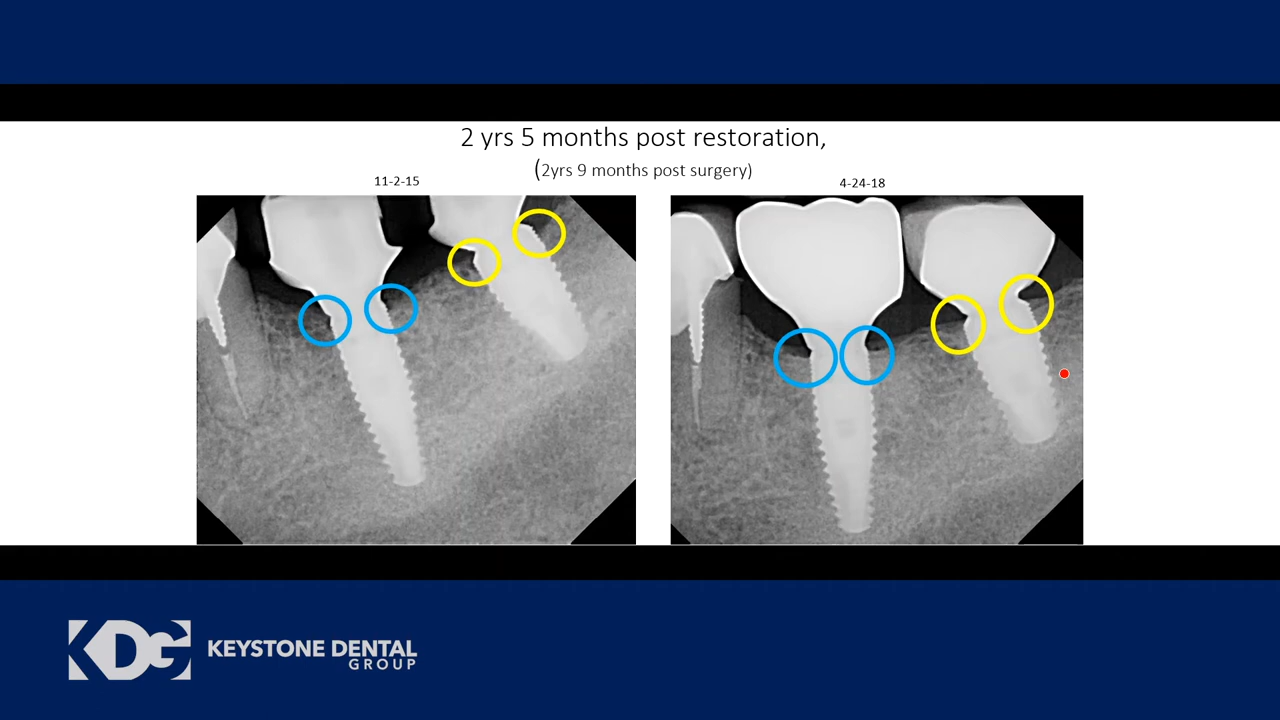 2 yrs 5 months post restoration,
(2yrs 9 months post surgery)
11-2-15
4-24-18
KDG
KEYSTONE DENTAL
GROUP